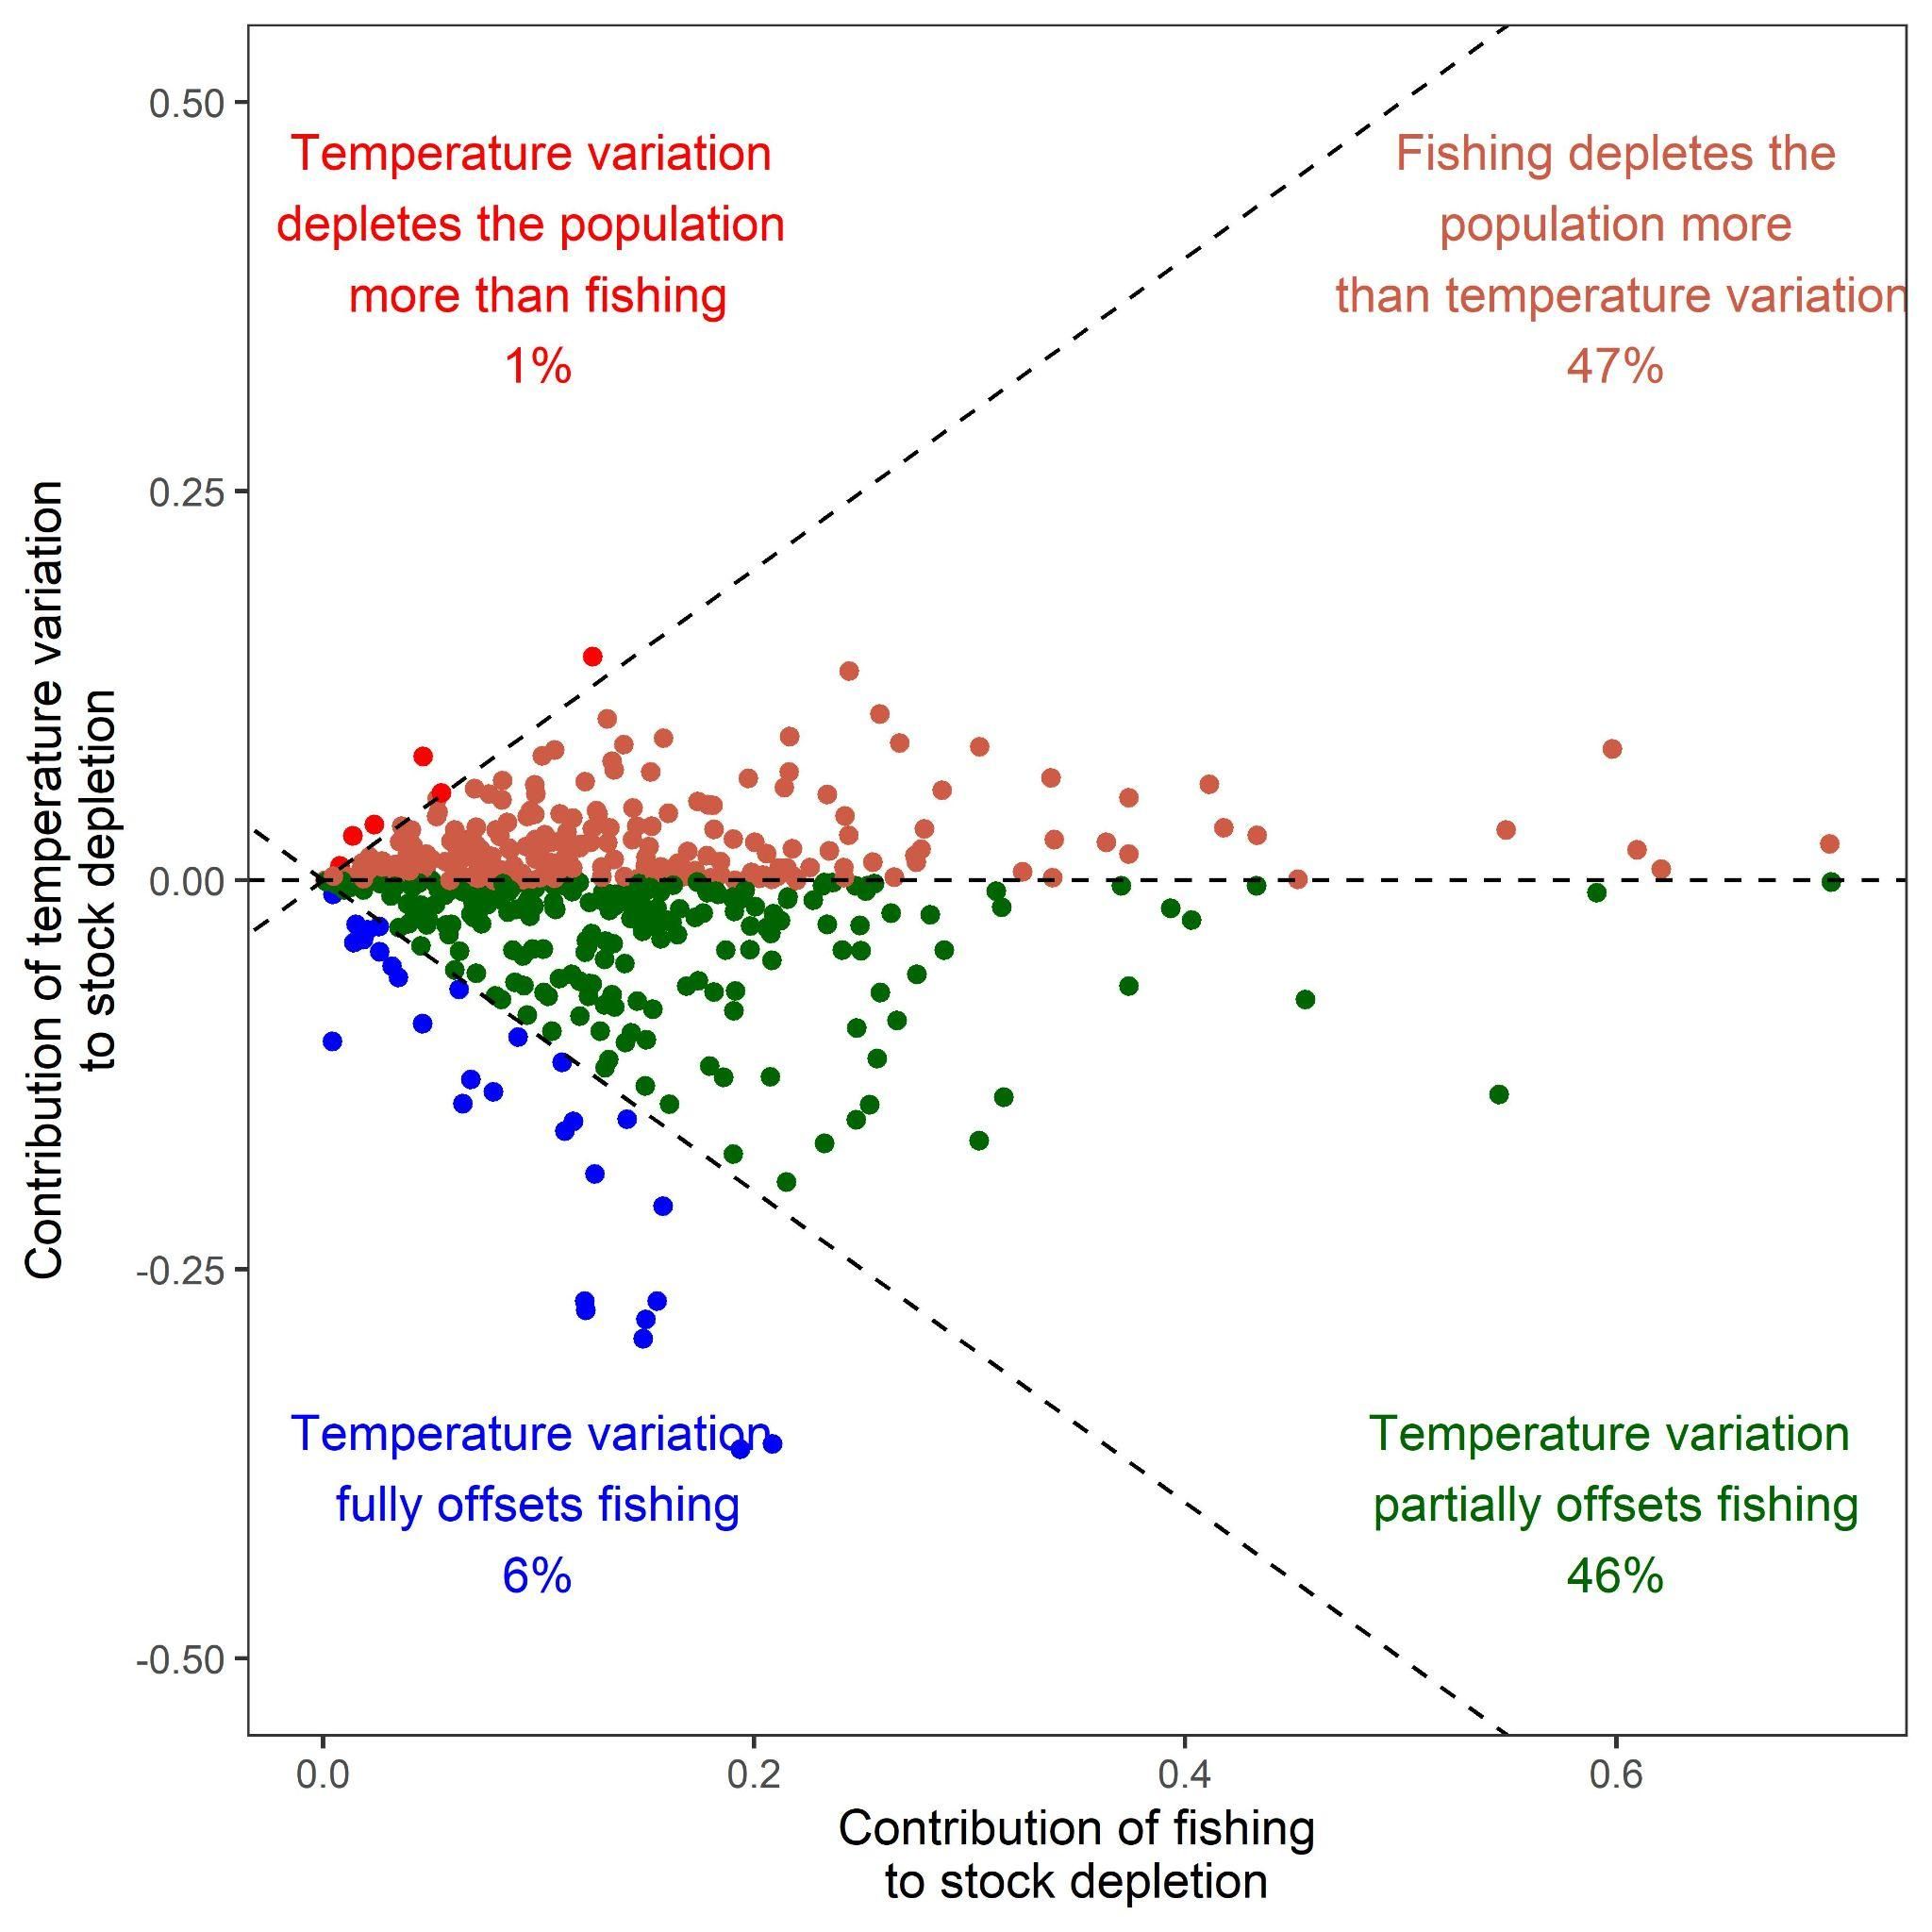 0.50
Temperature variation
depletes the population
more than fishing
1%
Fishing depletes the
population more
than temperature variation
47%
0.25
Contribution of temperature variation
to stock depletion
0.00
-0.25
Temperature variation
fully offsets fishing
6%
Temperature variation
partially offsets fishing
46%
-0.50
0.0
0.2
0.4
0.6
Contribution of fishing
to stock depletion